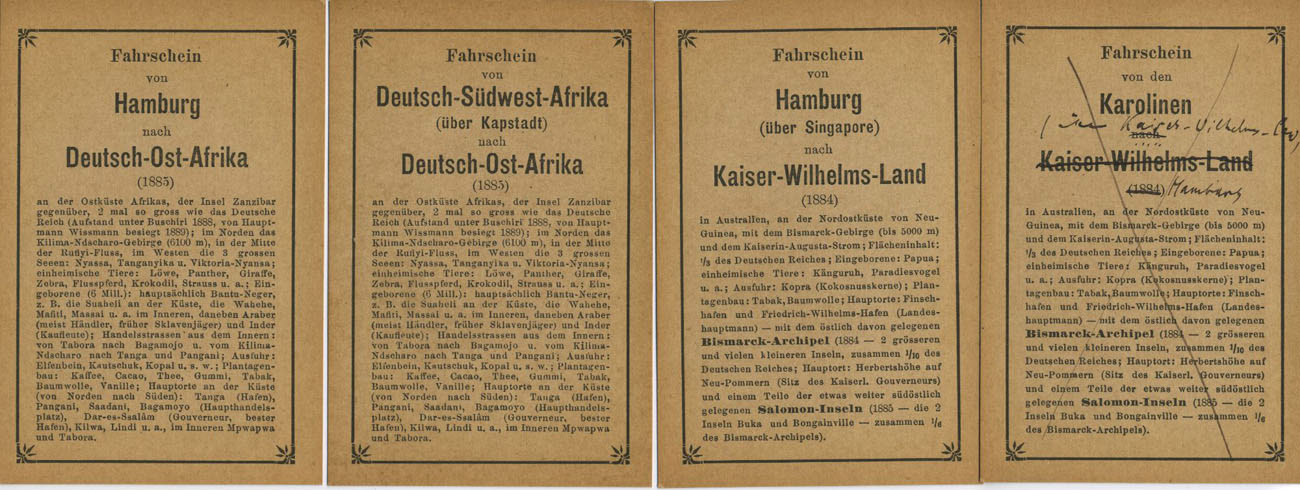 Fahrschein
von
Hamburg
nach
Deutsch-Ost-Afrika
(1885)
an der Ostküste Afrikas, der Insel Zanzibar
gegenüber, 2 mal so gross wie das Deutsche
Reich (Aufstand unter Buschiri 1888, von Haupt-
mann Wissmann besiegt 1889); im Norden das
Kilima-Ndscharo-Gebirge (6100 m), in der Mitte
der Rufiyi-Fluss, im Westen die 3 grossen
Seeen: Nyassa, Tanganyika u. Viktoria-Nyansa;
einheimische Tiere: Löwe, Panther, Giraffe,
Zebra, Flusspferd, Krokodil, Strauss u. a.; Ein-
geborene (6 Mill.): hauptsächlich Bantu-Neger,
z. B. die Suaheli an der Küste, die Wahehe,
Mafiti, Massai u. a. im Inneren, daneben Araber
(meist Händler, früher Sklavenjäger) und Inder
(Kaufleute); Handelsstrassen aus dem Innern:
von Tabora nach Bagamojo u. vom Kilima-
Ndscharo nach Tanga und Pangani; Ausfuhr:
Elfenbein, Kautschuk, Kopal u. s. w.; Plantagen-
bau: Kaffee, Cacao, Thee, Gummi, Tabak,
Baumwolle, Vanille; Hauptorte an der Küste
(von Norden nach Süden): Tanga (Hafen),
Pangani, Saadani, Bagamoyo (Haupthandels-
platz), Dar-es-Saalâm (Gouverneur, bester
Hafen), Kilwa, Lindi u. a., im Inneren Mpwapwa
und Tabora.
Fahrschein
von
Deutsch-Südwest-Afrika
(über Kapstadt)
nach
Deutsch-Ost-Afrika
(1885)
an der Ostküste Afrikas, der Insel Zanzibar
gegenüber, 2 mal so gross wie das Deutsche
Reich (Aufstand unter Buschiri 1888, von Haupt-
mann Wissmann besiegt 1889); im Norden das
Kilima-Ndscharo-Gebirge (6100 m), in der Mitte
der Rufiyi-Fluss, im Westen die 3 grossen
Seeen: Nyassa, Tanganyika u. Viktoria-Nyansa;
einheimische Tiere: Löwe, Panther, Giraffe,
Zebra, Flusspferd, Krokodil, Strauss u. a.; Ein-
geborene (6 Mill.): hauptsächlich Bantu-Neger,
z. B. die Suaheli an der Küste, die Wahehe,
Mafiti, Massai u. a. im Inneren, daneben Araber
(meist Händler, früher Sklavenjäger) und Inder
(Kaufleute); Handelsstrassen aus dem Innern:
von Tabora nach Bagamojo u. vom Kilima-
Ndscharo nach Tanga und Pangani; Ausfuhr:
Elfenbein, Kautschuk, Kopal u. s. w.; Plantagen-
bau: Kaffee, Cacao, Thee, Gummi, Tabak,
Baumwolle, Vanille; Hauptorte an der Küste
(von Norden nach Süden): Tanga (Hafen),
Pangani, Saadani, Bagamoyo (Haupthandels-
platz), Dar-es-Saalâm (Gouverneur, bester
Hafen), Kilwa, Lindi u. a., im Inneren Mpwapwa
und Tabora.
Fahrschein
von
Hamburg
(über Singapore)
nach
Kaiser-Wilhelms-Land
(1884)
in Australien, an der Nordostküste von Neu-
Guinea, mit dem Bismarck-Gebirge (bis 5000 m)
und dem Kaiserin-Augusta-Strom; Flächeninhalt:
1/3 des Deutschen Reiches; Eingeborene: Papua;
einheimische Tiere: Känguruh, Paradiesvogel
u. a.; Ausfuhr: Kopra (Kokosnusskerne); Plan-
tagenbau: Tabak, Baumwolle; Hauptorte: Finsch-
hafen und Friedrich-Wilhelms-Hafen (Landes-
hauptmann) — mit dem östlich davon gelegenen
Bismarck-Archipel (1884 — 2 grösseren
und vielen kleineren Inseln, zusammen 1/10 des
Deutschen Reiches; Hauptort: Herbertshöhe auf
Neu-Pommern (Sitz des Kaiserl. Gouverneurs)
und einem Teile der etwas weiter südöstlich
gelegenen Salomon-Inseln (1885 — die 2
Inseln Buka und Bongainville — zusammen 1/6
des Bismarck-Archipels).
Fahrschein
von den
Karolinen
Kaiser-Wilhelms-
nach
Kaiser-Wilhelms-Land
(1884) Hamburg
in Australien, an der Nordostküste von Neu-
Guinea, mit dem Bismarck-Gebirge (bis 5000 m)
und dem Kaiserin-Augusta-Strom; Flächeninhalt:
1/3 des Deutschen Reiches; Eingeborene: Papua;
einheimische Tiere: Känguruh, Paradiesvogel
u. a.; Ausfuhr: Kopra (Kokosnusskerne); Plan-
tagenbau: Tabak, Baumwolle; Hauptorte: Finsch-
hafen und Friedrich-Wilhelms-Hafen (Landes-
hauptmann) — mit dem östlich davon gelegenen
Bismarck-Archipel (1884 — 2 grösseren
und vielen kleineren Inseln, zusammen 1/10 des
Deutschen Reiches; Hauptort: Herbertshöhe auf
Neu-Pommern (Sitz des Kaiserl. Gouverneurs)
und einem Teile der etwas weiter südöstlich
gelegenen Salomon-Inseln (1885 — die 2
Inseln Buka und Bongainville — zusammen 1/6
des Bismarck-Archipels).